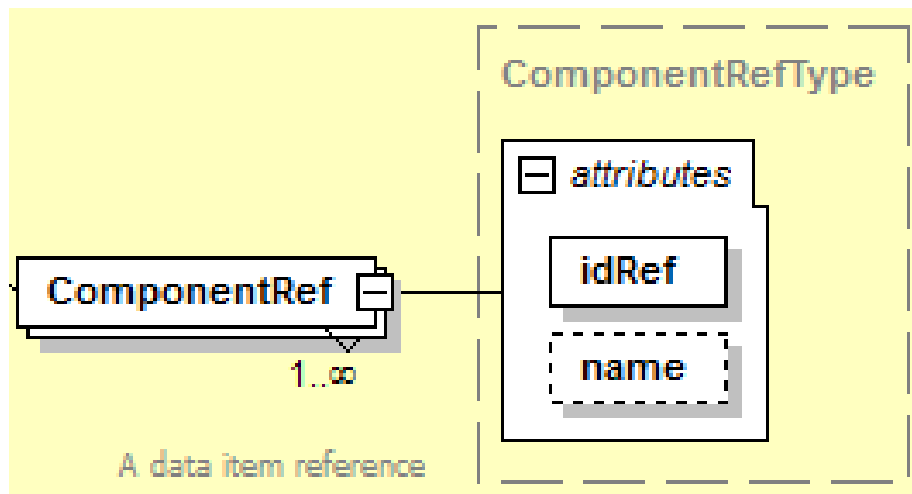 ComponentRefType
attributes
idRef
ComponentRef
name
1..∞
A data item reference